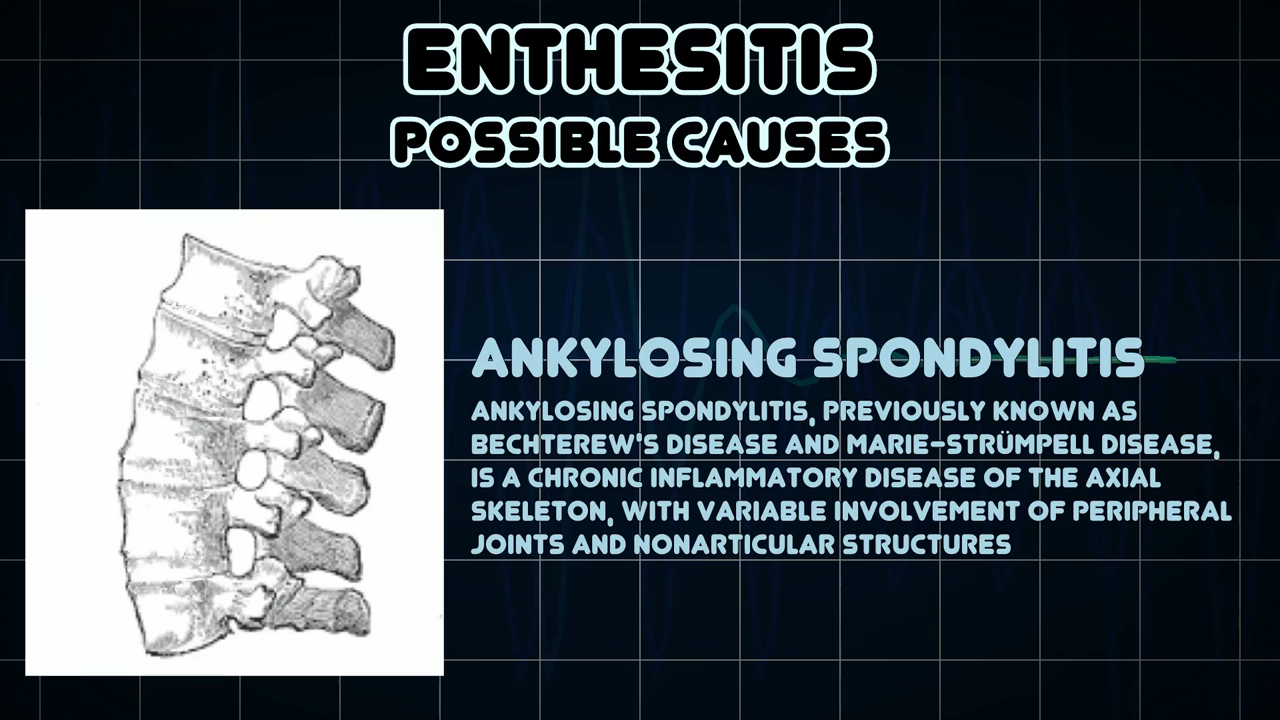 ENTHESITIS
POSSIBLE CAUSES
ANKYLOSING SPONDYLITIS
ANKYLOSING SPONDYLITIS, PREVIOUSLY KNOWN AS
BECHTEREW'S DISEASE AND MARIE-STRÜMPELL DISEASE,
IS A CHRONIC INFLAMMATORY DISEASE OF THE AXIAL
SKELETON, WITH VARIABLE INVOLVEMENT OF PERIPHERAL
JOINTS AND NONARTICULAR STRUCTURES